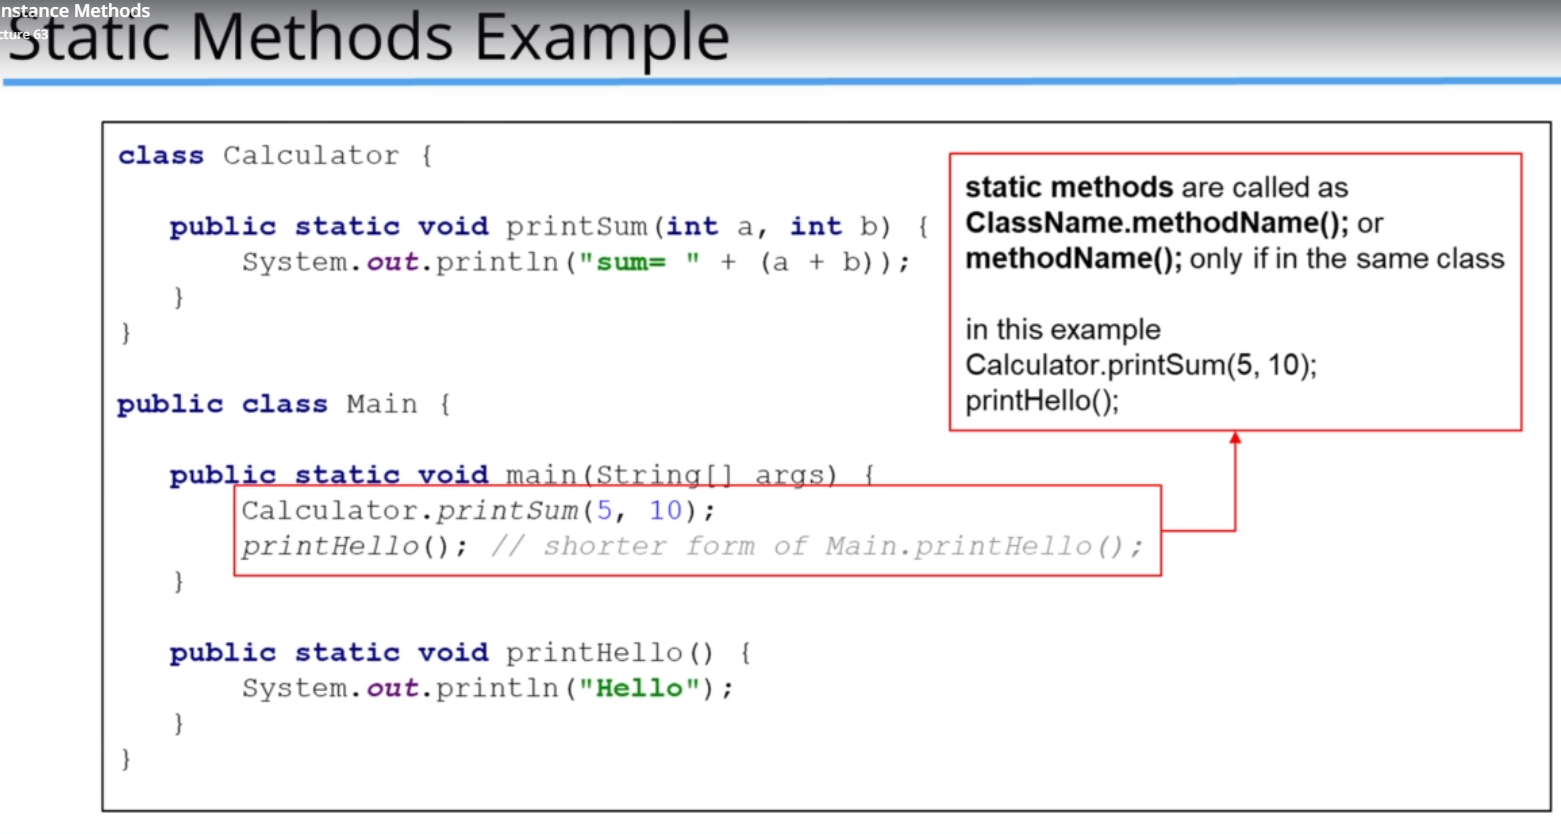 nstance Methods
cture 63
Static Methods Example
class Calculator {
public static void printSum(int a, int b) {
System.out.println("sum= " + (a + b));
}
}
public class Main {
public static void main(String[] args) {
Calculator.printSum(5, 10);
printHello(); // shorter form of Main.printHello();
}
public static void printHello() {
System.out.println("Hello");
}
}
static methods are called as
ClassName.methodName(); or
methodName(); only if in the same class
in this example
Calculator.printSum(5, 10);
printHello();